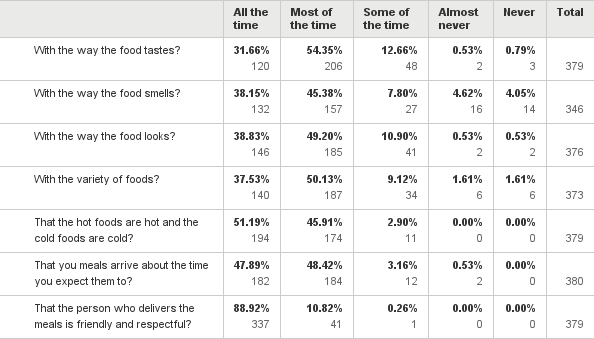 All the Most of Some of Almost Never Total
time the time the time never
With the way the food tastes? 31.66% 54.35% 12.66% 0.53% 0.79%
120 206 48 2 3 379
With the way the food smells? 38.15% 45.38% 7.80% 4.62% 4.05%
132 157 27 16 14 346
With the way the food looks? 38.83% 49.20% 10.90% 0.53% 0.53%
146 185 41 2 2 376
With the variety of foods? 37.53% 50.13% 9.12% 1.61% 1.61%
140 187 34 6 6 373
That the hot foods are hot and the 51.19% 45.91% 2.90% 0.00% 0.00%
cold foods are cold? 194 174 11 0 0 379
That you meals arrive about the time 47.89% 48.42% 3.16% 0.53% 0.00%
you expect them to? 182 184 12 2 0 380
That the person who delivers the 88.92% 10.82% 0.26% 0.00% 0.00%
meals is friendly and respectful? 337 41 1 0 0 379